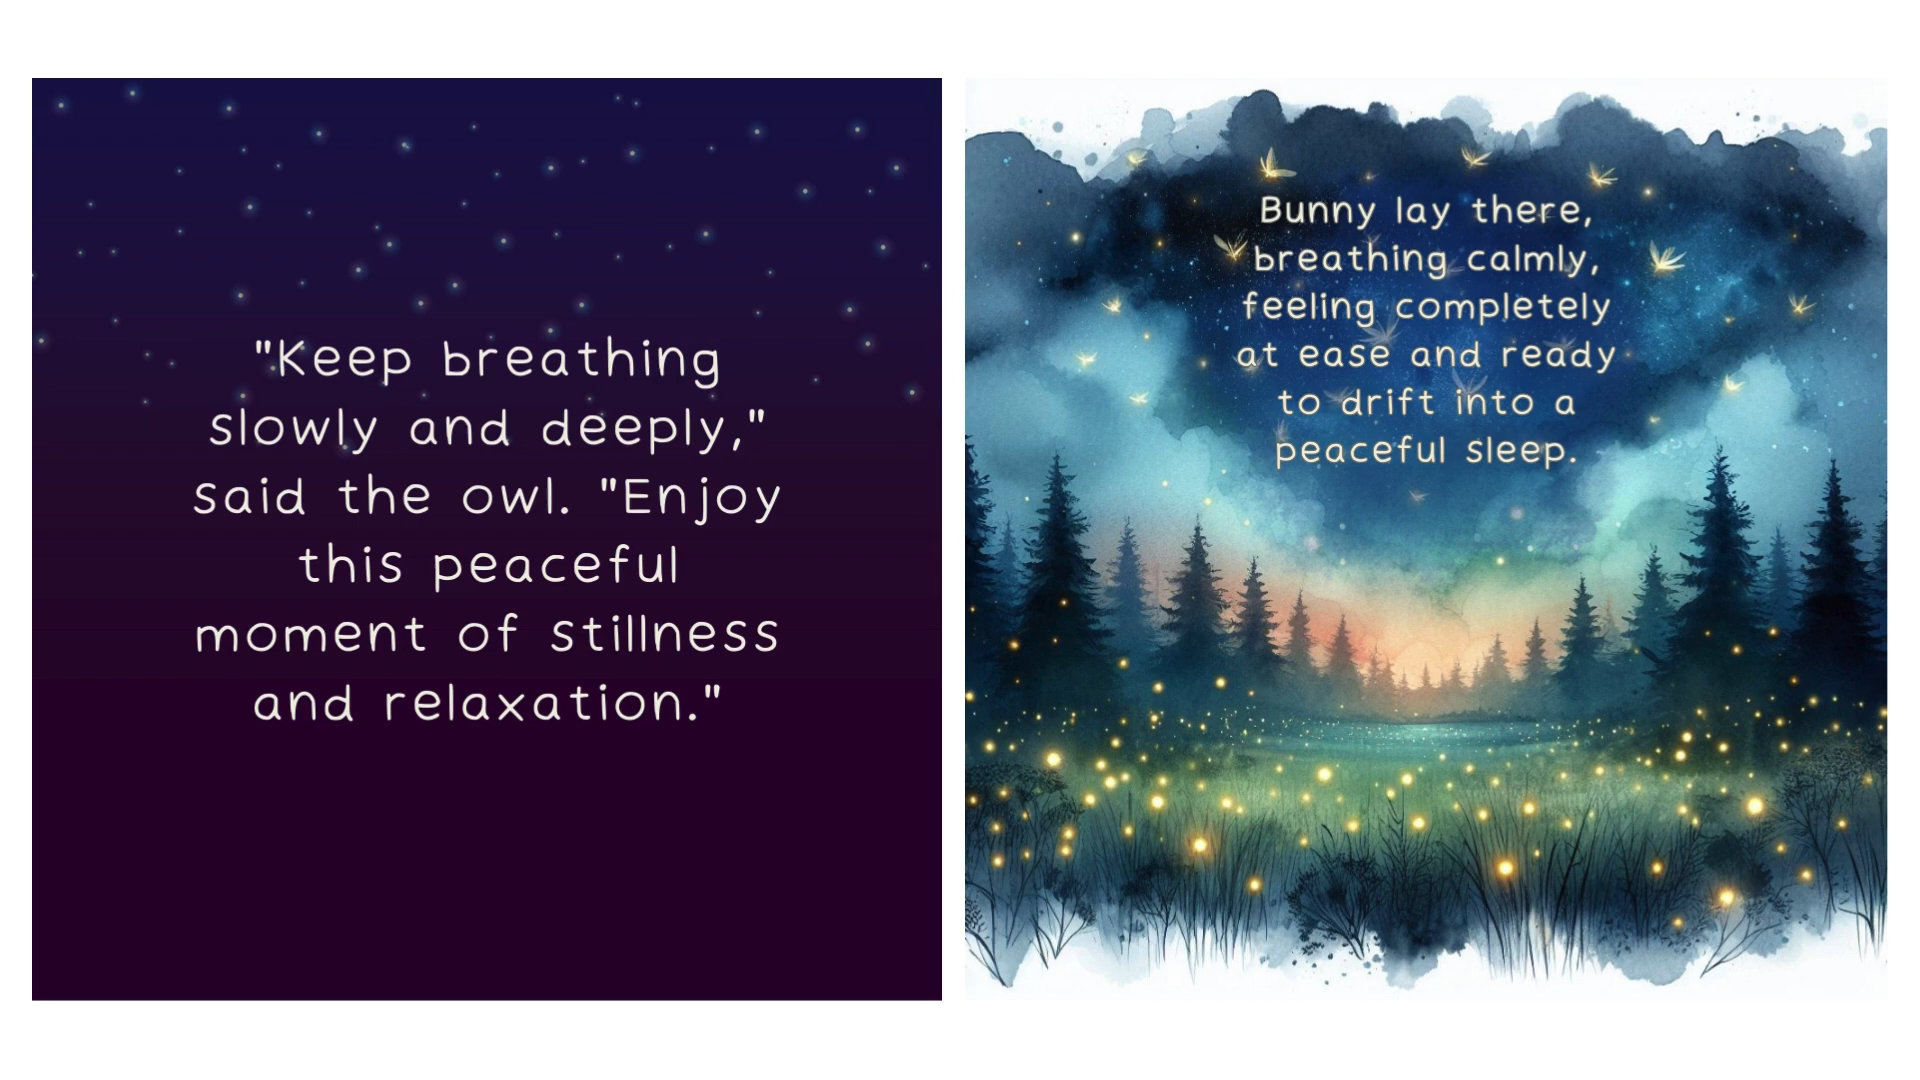 "Keep breathing
slowly and deeply,"
said the owl. "Enjoy
this peaceful
moment of stillness
and relaxation."
Bunny lay there,
breathing calmly,
feeling completely
at ease and ready
to drift into a
peaceful sleep.